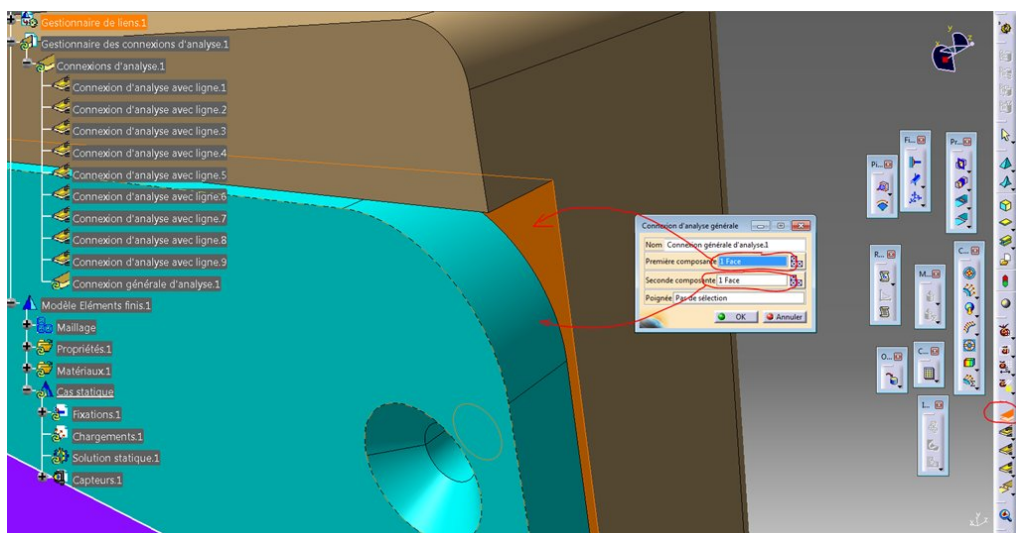 Gestionnaire de liens.1
Gestionnaire des connexions d'analyse.1
Connexions d'analyse.1
Connexion d'analyse avec ligne.1
Connexion d'analyse avec ligne.2
Connexion d'analyse avec ligne.3
Connexion d'analyse avec ligne.4
Connexion d'analyse avec ligne.5
Connexion d'analyse avec ligne.6
Connexion d'analyse avec ligne.7
Connexion d'analyse avec ligne.8
Connexion d'analyse avec ligne.9
Connexion générale d'analyse.1
Modèle Eléments finis.1
Maillage
Propriétés.1
Matériaux.1
Cas statique
Fixations.1
Chargements.1
Solution statique.1
Capteurs.1
Connexion d'analyse générale
Nom Connexion générale d'analyse.1
Première composante 1 Face
Seconde composante 1 Face
Poignée Pas de sélection
OK Annuler
Pi...
Fi...
Pr...
R...
M...
C...
O...
C...
I...
x y z